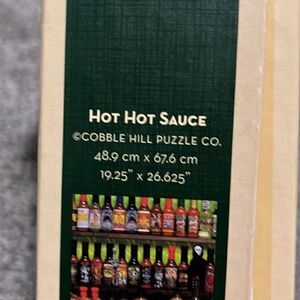 HOT HOT SAUCE
©COBBLE HILL PUZZLE CO.
48.9 cm x 67.6 cm
19.25” x 26.625”